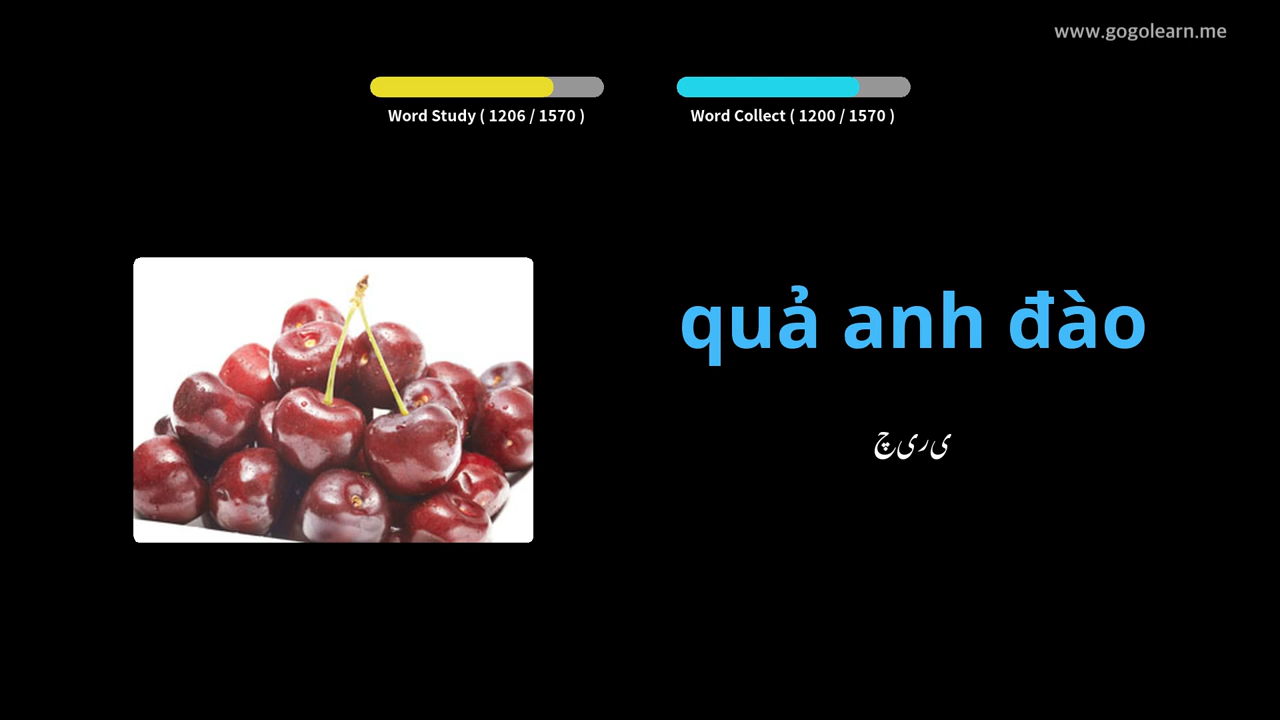 www.gogolearn.me
Word Study ( 1206 / 1570 )
Word Collect ( 1200 / 1570 )
quả anh đào
چیری